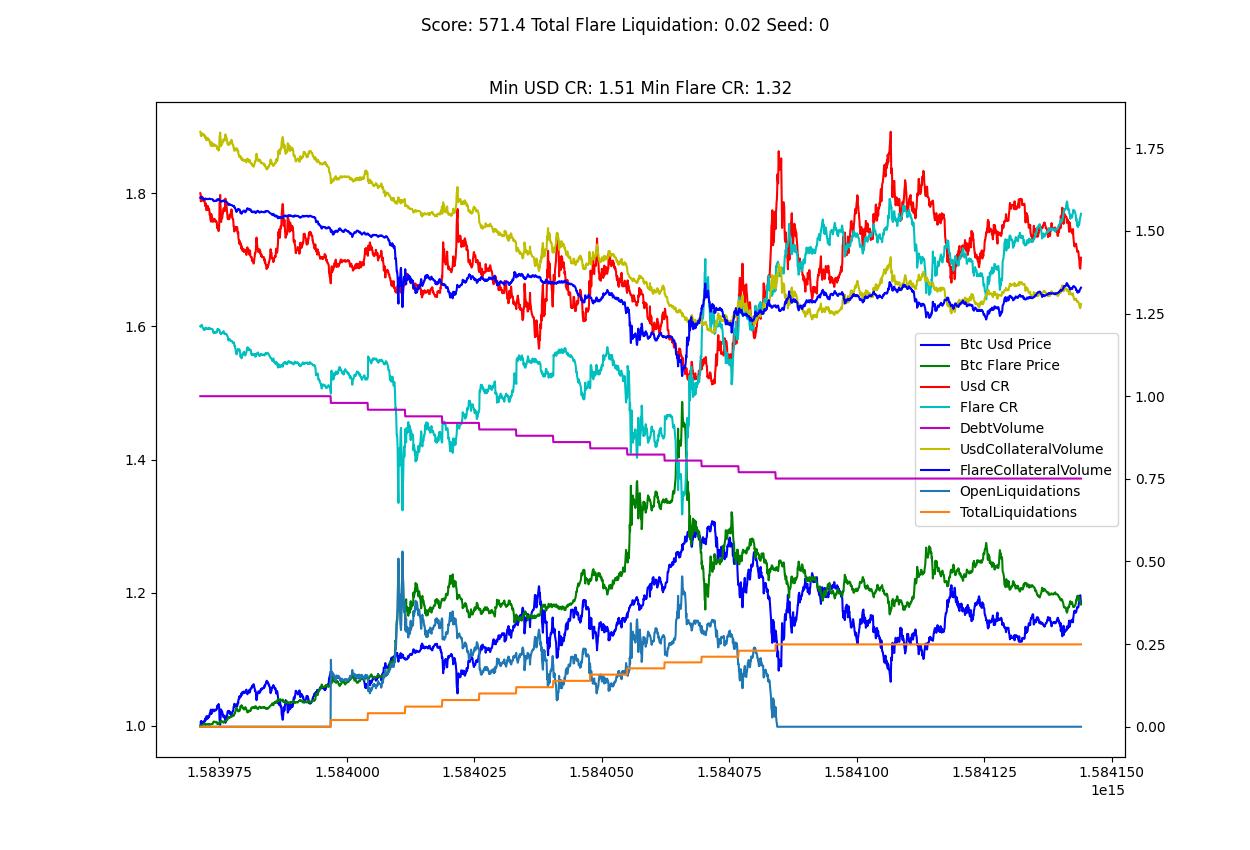 Score: 571.4 Total Flare Liquidation: 0.02 Seed: 0
Min USD CR: 1.51 Min Flare CR: 1.32
1.8
1.6
1.4
1.2
1.0
1.75
1.50
1.25
1.00
0.75
0.50
0.25
0.00
Btc Usd Price
Btc Flare Price
Usd CR
Flare CR
DebtVolume
UsdCollateralVolume
FlareCollateralVolume
OpenLiquidations
TotalLiquidations
1.583975 1.584000 1.584025 1.584050 1.584075 1.584100 1.584125 1.584150
1e15